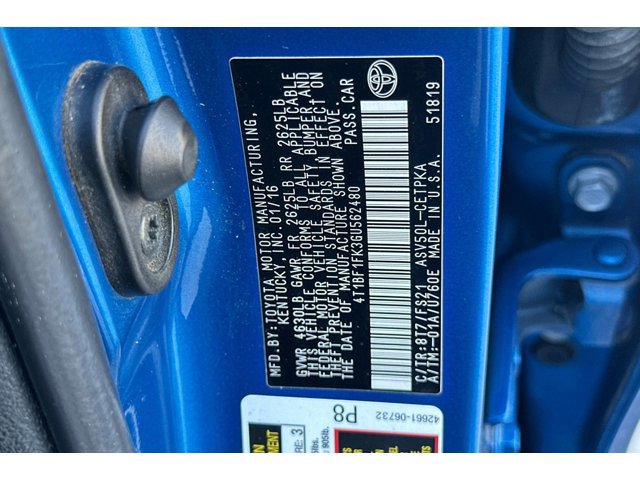 MFD. BY: TOYOTA MOTOR MANUFACTURING,
KENTUCKY, INC. 01/16
GVWR 4630LB GAWR FR 2625LB RR 2625LB
THIS VEHICLE CONFORMS TO ALL APPLICABLE
FEDERAL MOTOR VEHICLE SAFETY, BUMPER AND
THEFT PREVENTION STANDARDS IN EFFECT ON
THE DATE OF MANUFACTURE SHOWN ABOVE.
4T1BF1FK3GU562480 PASS. CAR
C/TR:8T7/FB21 ASV50L-CETPKA 51819
A/TM:-01A/U760E MADE IN U.S.A.
42661-06732
P8